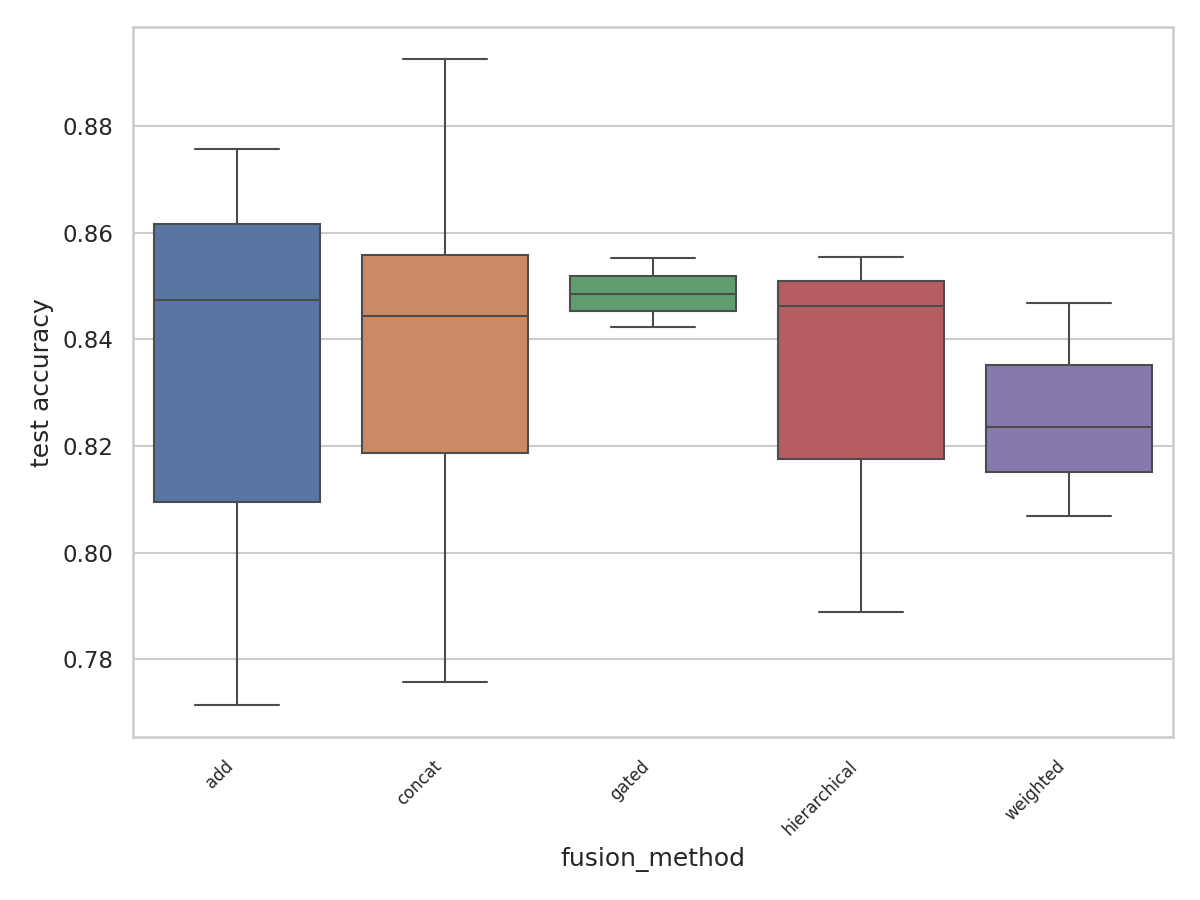 0.88
0.86
0.84
0.82
0.80
0.78
test accuracy
add
concat
gated
hierarchical
weighted
fusion_method